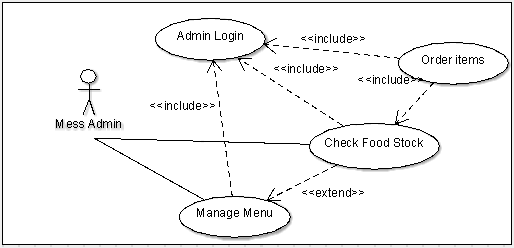 Admin Login
<<include>>
Order items
<<include>>
<<include>>
<<include>>
Mess Admin
Check Food Stock
<<extend>>
Manage Menu